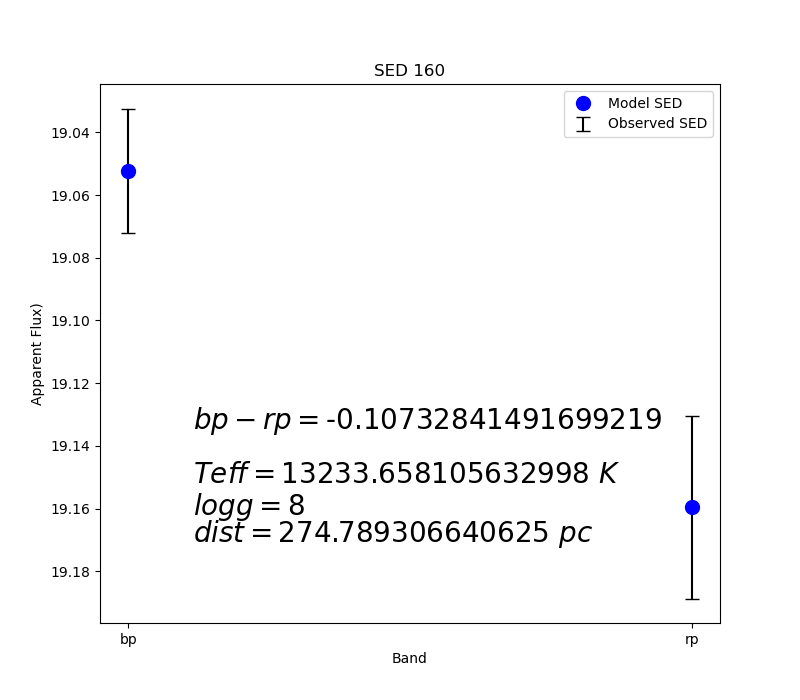 SED 160
Model SED
Observed SED
19.04
19.06
19.08
19.10
19.12
19.14
19.16
19.18
Apparent Flux)
bp − rp = -0.10732841491699219
Teff = 13233.658105632998 K
logg = 8
dist = 274.789306640625 pc
bp
rp
Band